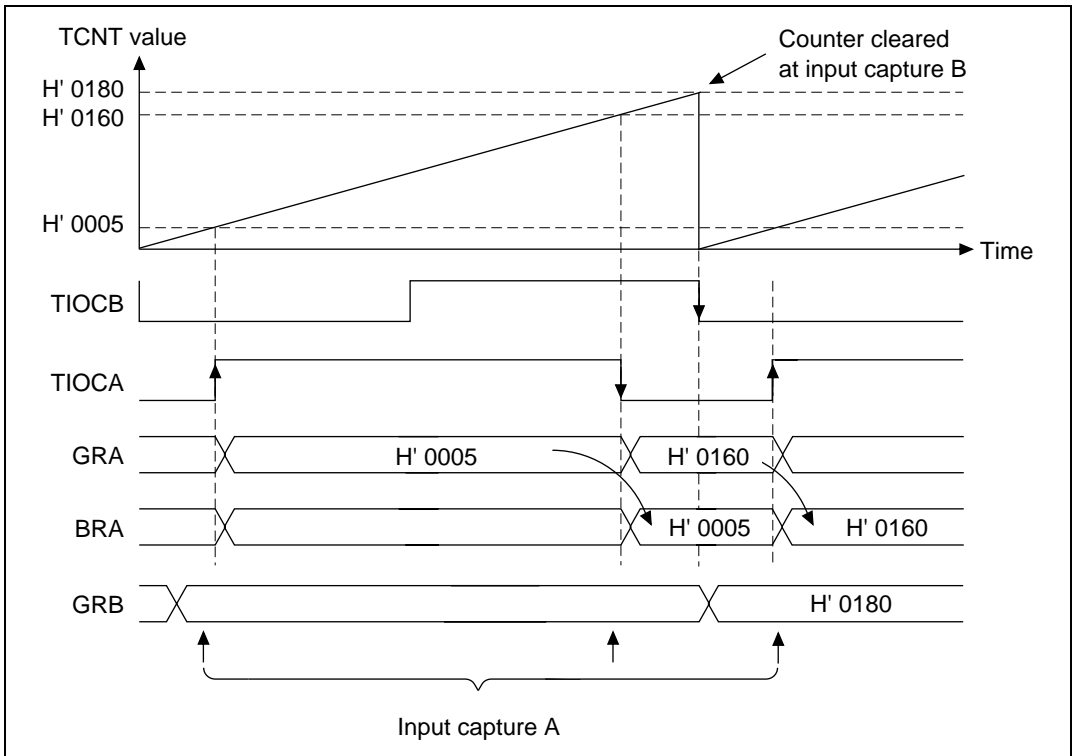 TCNT value
Counter cleared
at input capture B
H' 0180
H' 0160
H' 0005
Time
TIOCB
TIOCA
GRA
H' 0005
H' 0160
BRA
H' 0005
H' 0160
GRB
H' 0180
Input capture A